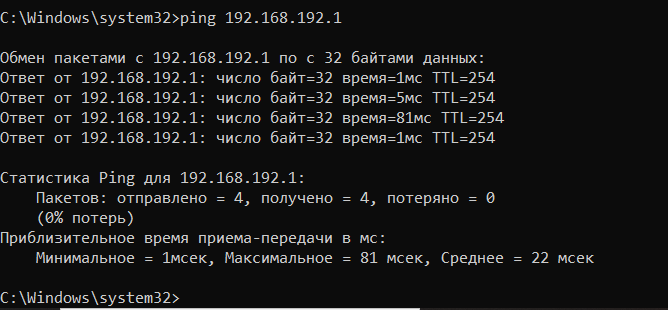 C:\Windows\system32>ping 192.168.192.1
Обмен пакетами с 192.168.192.1 по с 32 байтами данных:
Ответ от 192.168.192.1: число байт=32 время=1мс TTL=254
Ответ от 192.168.192.1: число байт=32 время=5мс TTL=254
Ответ от 192.168.192.1: число байт=32 время=81мс TTL=254
Ответ от 192.168.192.1: число байт=32 время=1мс TTL=254
Статистика Ping для 192.168.192.1:
Пакетов: отправлено = 4, получено = 4, потеряно = 0
(0% потерь)
Приблизительное время приема-передачи в мс:
Минимальное = 1мсек, Максимальное = 81 мсек, Среднее = 22 мсек
C:\Windows\system32>